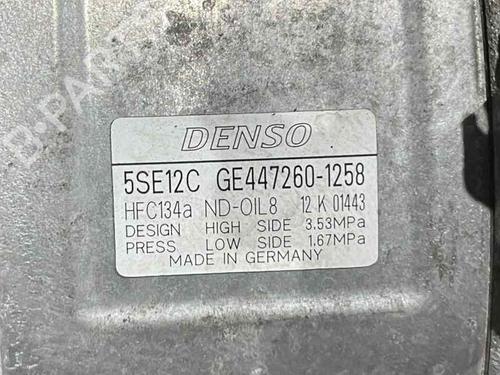 DENSO
5SE12C GE447260-1258
HFC134a ND-OIL8 12 K 01443
DESIGN HIGH SIDE 3.53MPa
PRESS LOW SIDE 1.67MPa
MADE IN GERMANY
B-PARTS